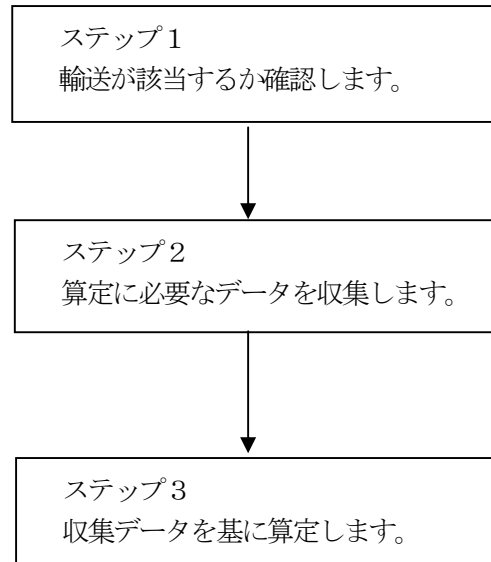 ステップ１
輸送が該当するか確認します。
ステップ２
算定に必要なデータを収集します。
ステップ３
収集データを基に算定します。